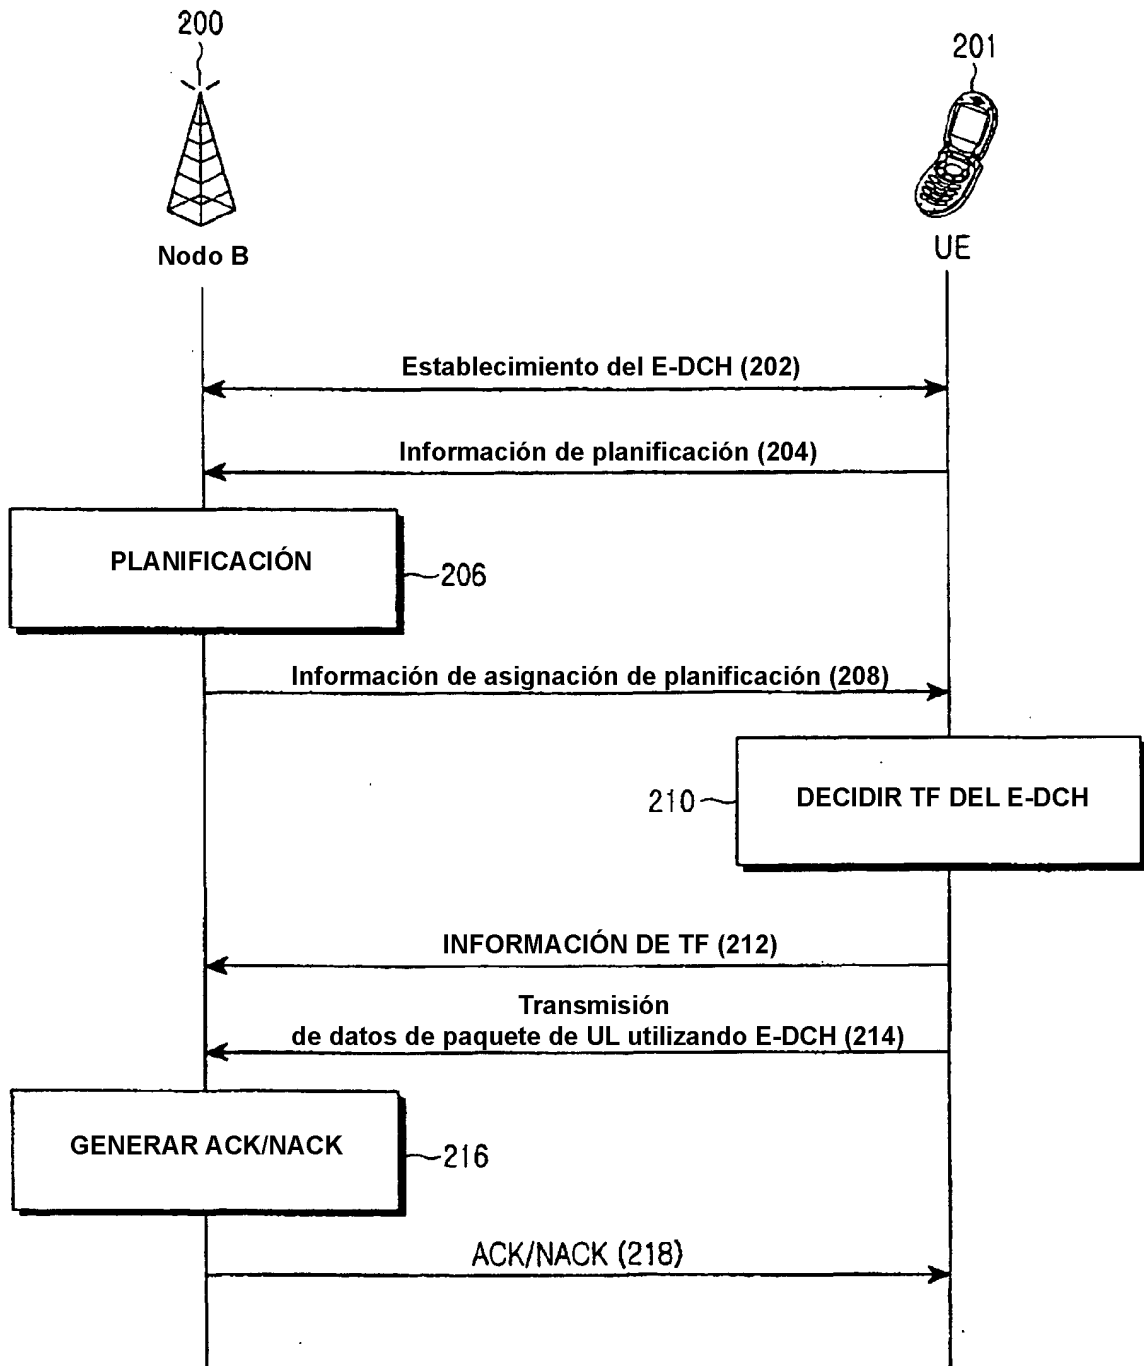 200
201
Nodo B
UE
Establecimiento del E-DCH (202)
Información de planificación (204)
PLANIFICACIÓN
206
Información de asignación de planificación (208)
210
DECIDIR TF DEL E-DCH
INFORMACIÓN DE TF (212)
Transmisión
de datos de paquete de UL utilizando E-DCH (214)
GENERAR ACK/NACK
216
ACK/NACK (218)